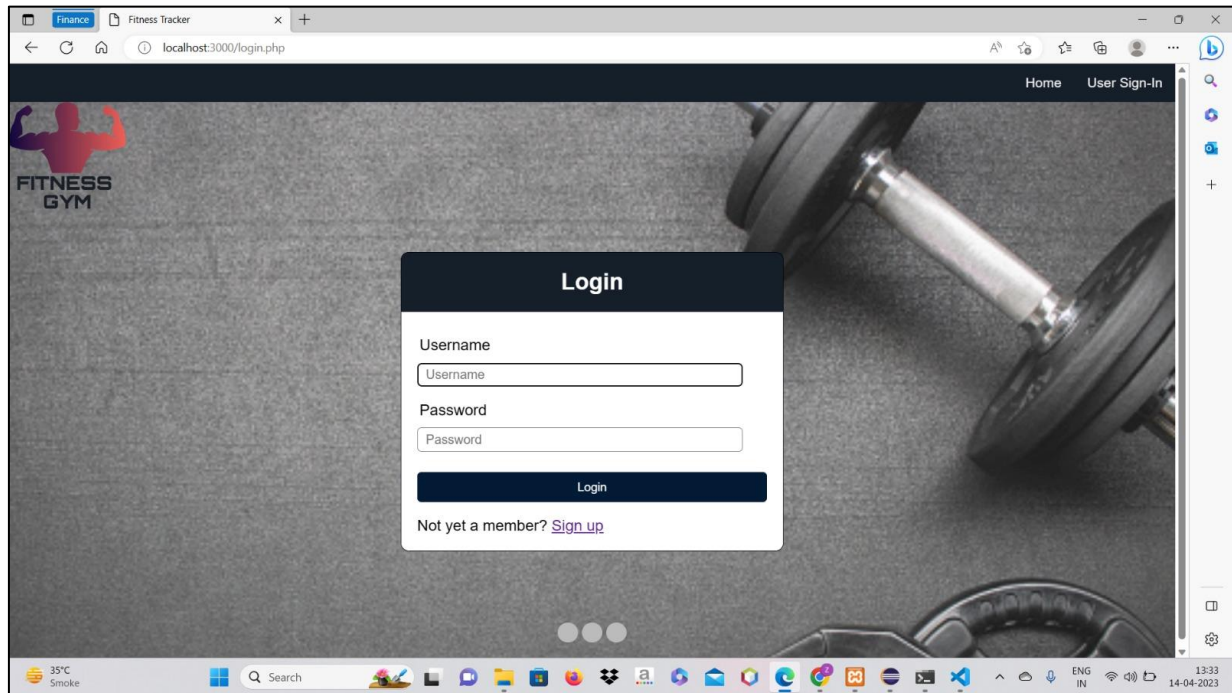 Finance
Fitness Tracker
localhost:3000/login.php
Home User Sign-In
FITNESS
GYM
Login
Username
Username
Password
Password
Login
Not yet a member? Sign up
35°C
Smoke
Search
a
ENG
IN
13:33
14-04-2023